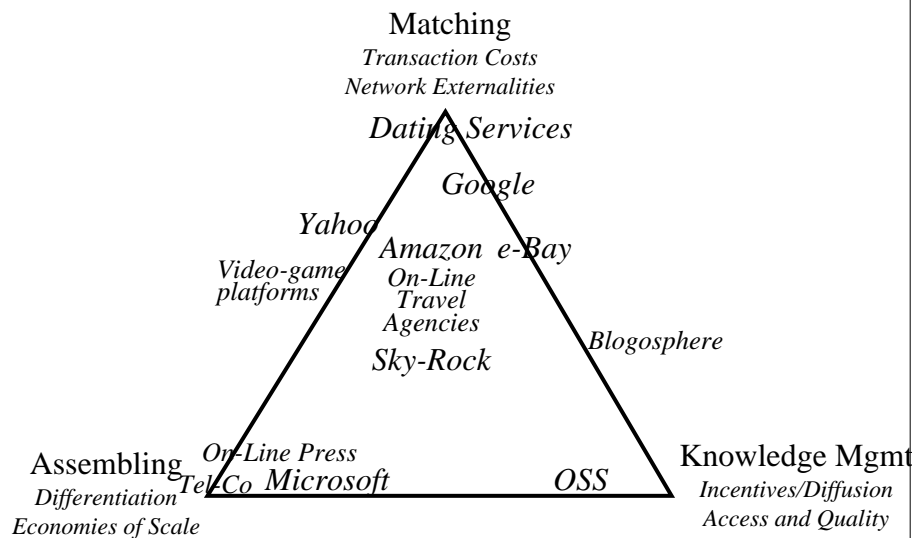 Matching
Transaction Costs
Network Externalities
Dating Services
Google
Yahoo
Amazon e-Bay
Video-game
platforms
On-Line
Travel
Agencies
Blogosphere
Sky-Rock
On-Line Press
Assembling
Tel-Co Microsoft
OSS
Knowledge Mgmt
Differentiation
Economies of Scale
Incentives/Diffusion
Access and Quality